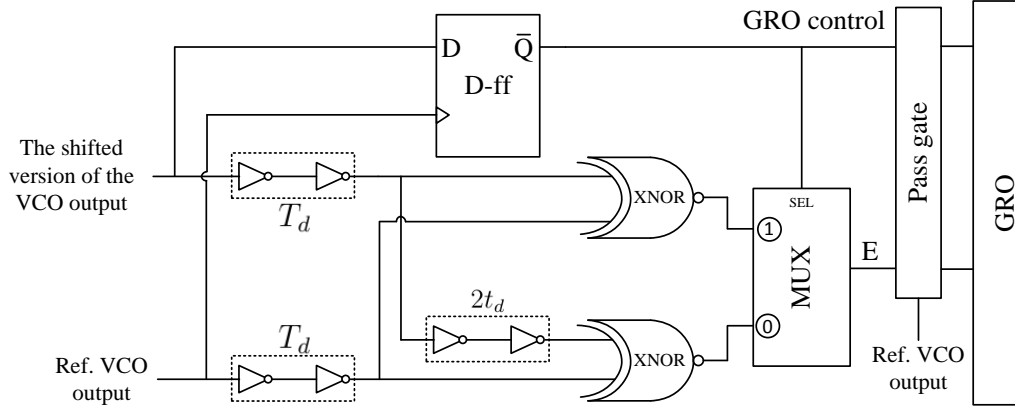 GRO control
D
Q̅
D-ff
The shifted
version of the
VCO output
T_d
XNOR
SEL
1
E
MUX
0
Pass gate
GRO
2t_d
XNOR
T_d
Ref. VCO
output
Ref. VCO
output